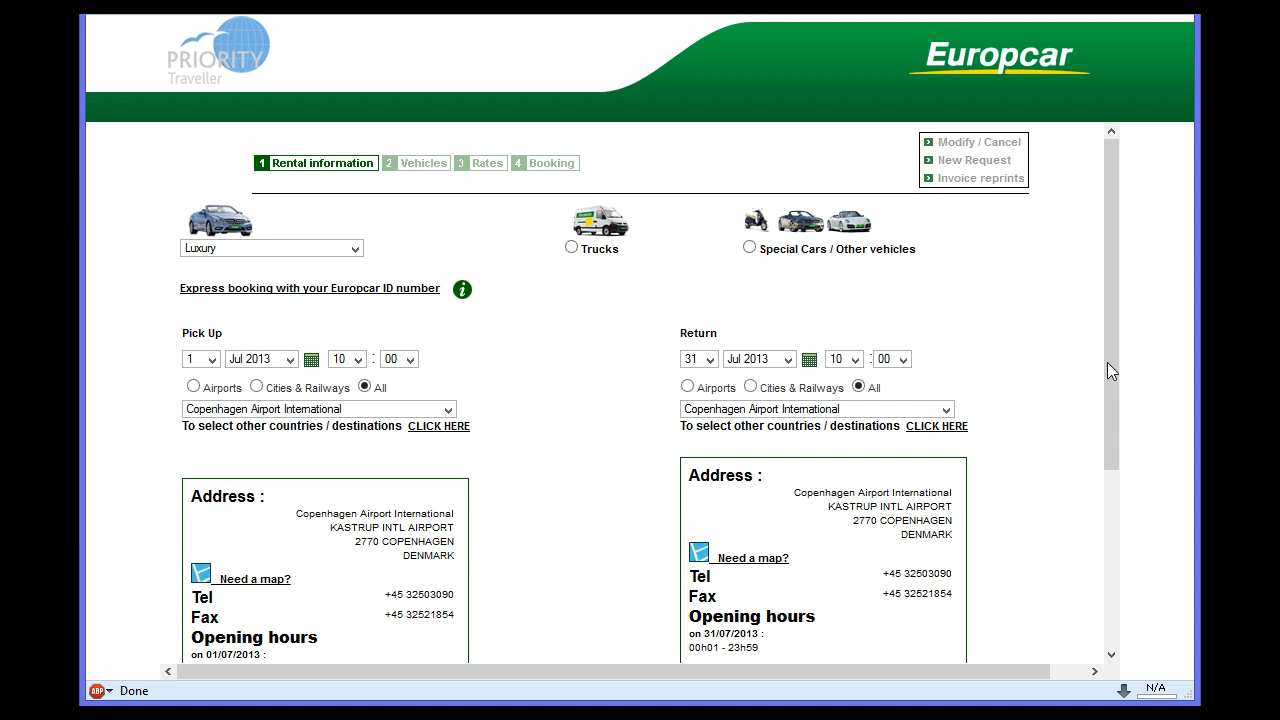 PRIORITY
Traveller
Europcar
1 Rental information 2 Vehicles 3 Rates 4 Booking
Modify / Cancel
New Request
Invoice reprints
Luxury
Trucks
Special Cars / Other vehicles
Express booking with your Europcar ID number i
Pick Up
1 Jul 2013 10 : 00
Airports Cities & Railways All
Copenhagen Airport International
To select other countries / destinations CLICK HERE
Address :
Copenhagen Airport International
KASTRUP INTL AIRPORT
2770 COPENHAGEN
DENMARK
Need a map?
Tel +45 32503090
Fax +45 32521854
Opening hours
on 01/07/2013 :
Return
31 Jul 2013 10 : 00
Airports Cities & Railways All
Copenhagen Airport International
To select other countries / destinations CLICK HERE
Address :
Copenhagen Airport International
KASTRUP INTL AIRPORT
2770 COPENHAGEN
DENMARK
Need a map?
Tel +45 32503090
Fax +45 32521854
Opening hours
on 31/07/2013 :
00h01 - 23h59
ABP Done
N/A